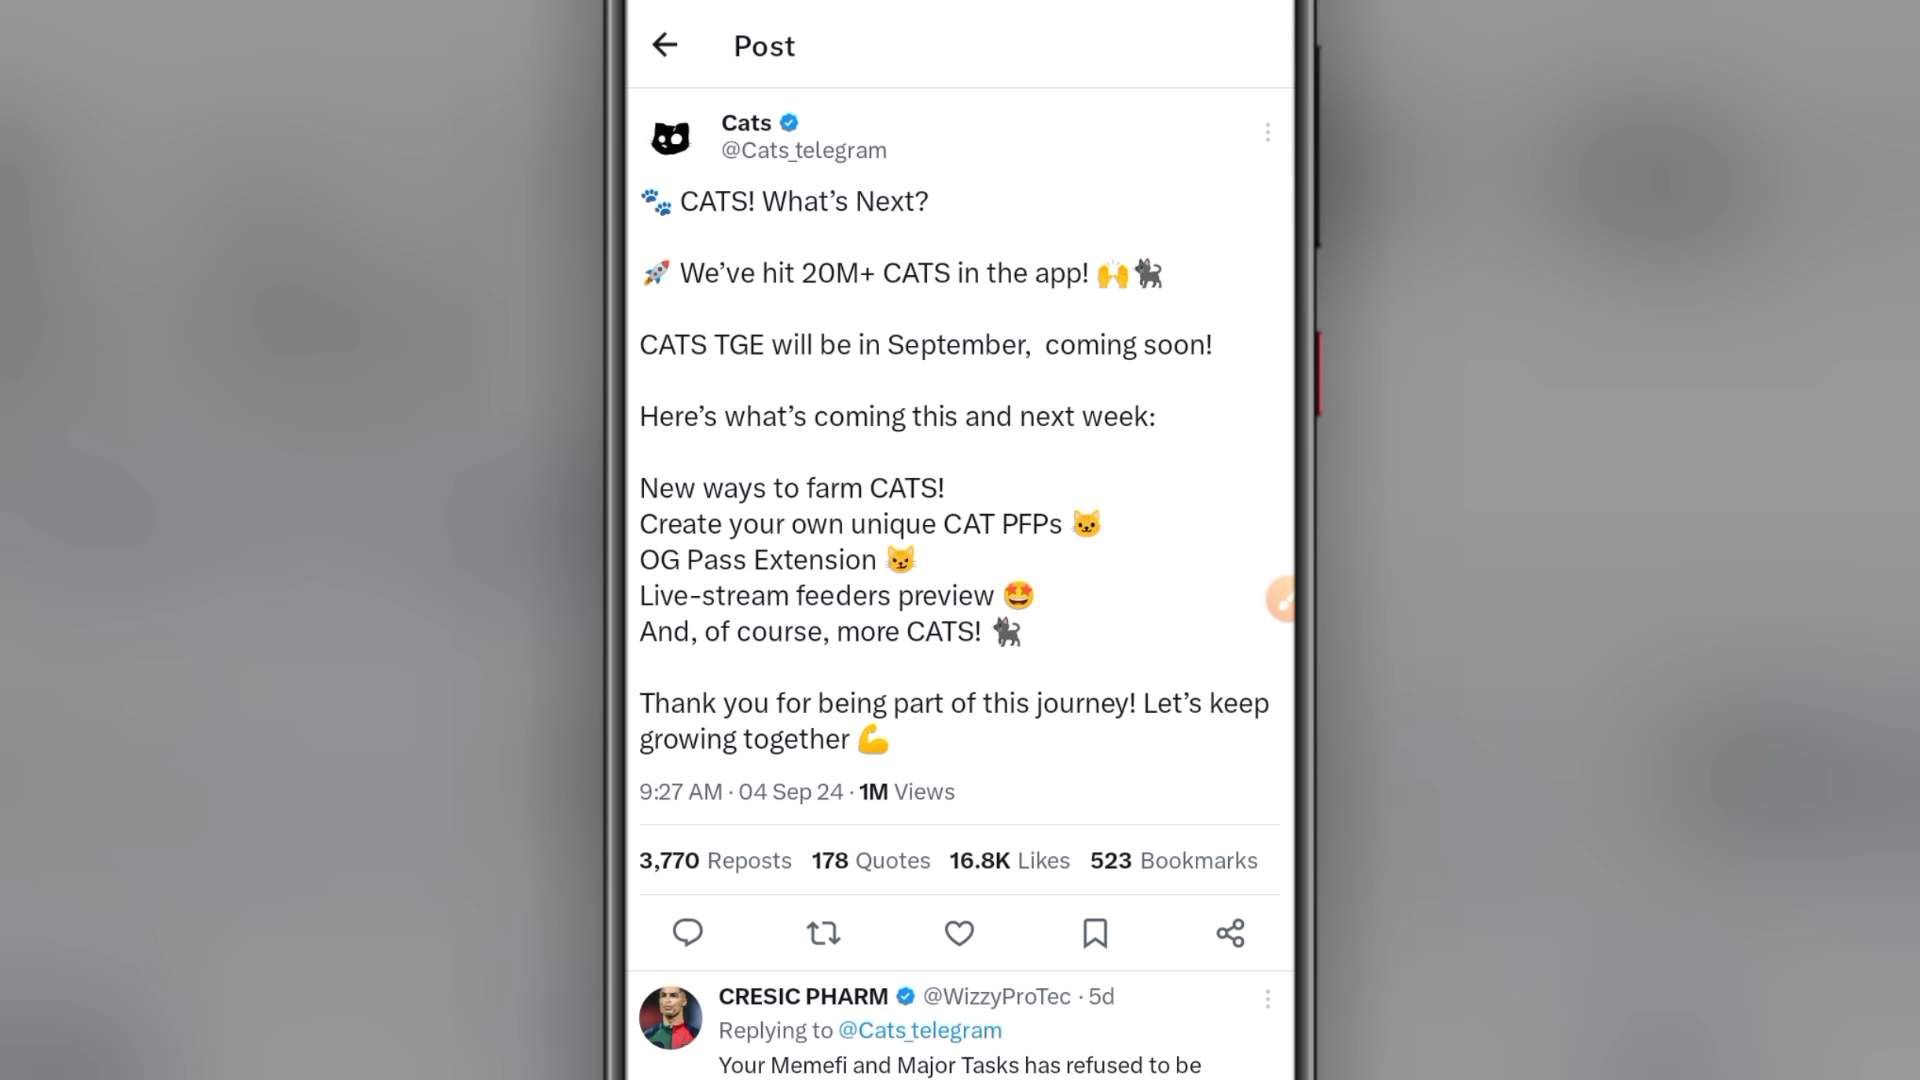 Post
Cats
@Cats_telegram
🐾 CATS! What’s Next?
🚀 We’ve hit 20M+ CATS in the app! 🙌🐈‍⬛
CATS TGE will be in September,  coming soon!
Here’s what’s coming this and next week:
New ways to farm CATS!
Create your own unique CAT PFPs 🐱
OG Pass Extension 😼
Live-stream feeders preview 🤩
And, of course, more CATS! 🐈‍⬛
Thank you for being part of this journey! Let’s keep
growing together 💪
9:27 AM · 04 Sep 24 · 1M Views
3,770 Reposts 178 Quotes 16.8K Likes 523 Bookmarks
CRESIC PHARM @WizzyProTec · 5d
Replying to @Cats_telegram
Your Memefi and Major Tasks has refused to be